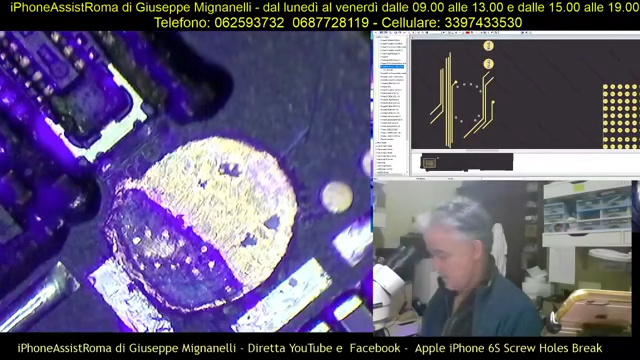 iPhoneAssistRoma di Giuseppe Mignanelli - dal lunedì al venerdì dalle 09.00 alle 13.00 e dalle 15.00 alle 19.00
Telefono: 062593732 0687728119 - Cellulare: 3397433530
iPhoneAssistRoma di Giuseppe Mignanelli - Diretta YouTube e Facebook - Apple iPhone 6S Screw Holes Break